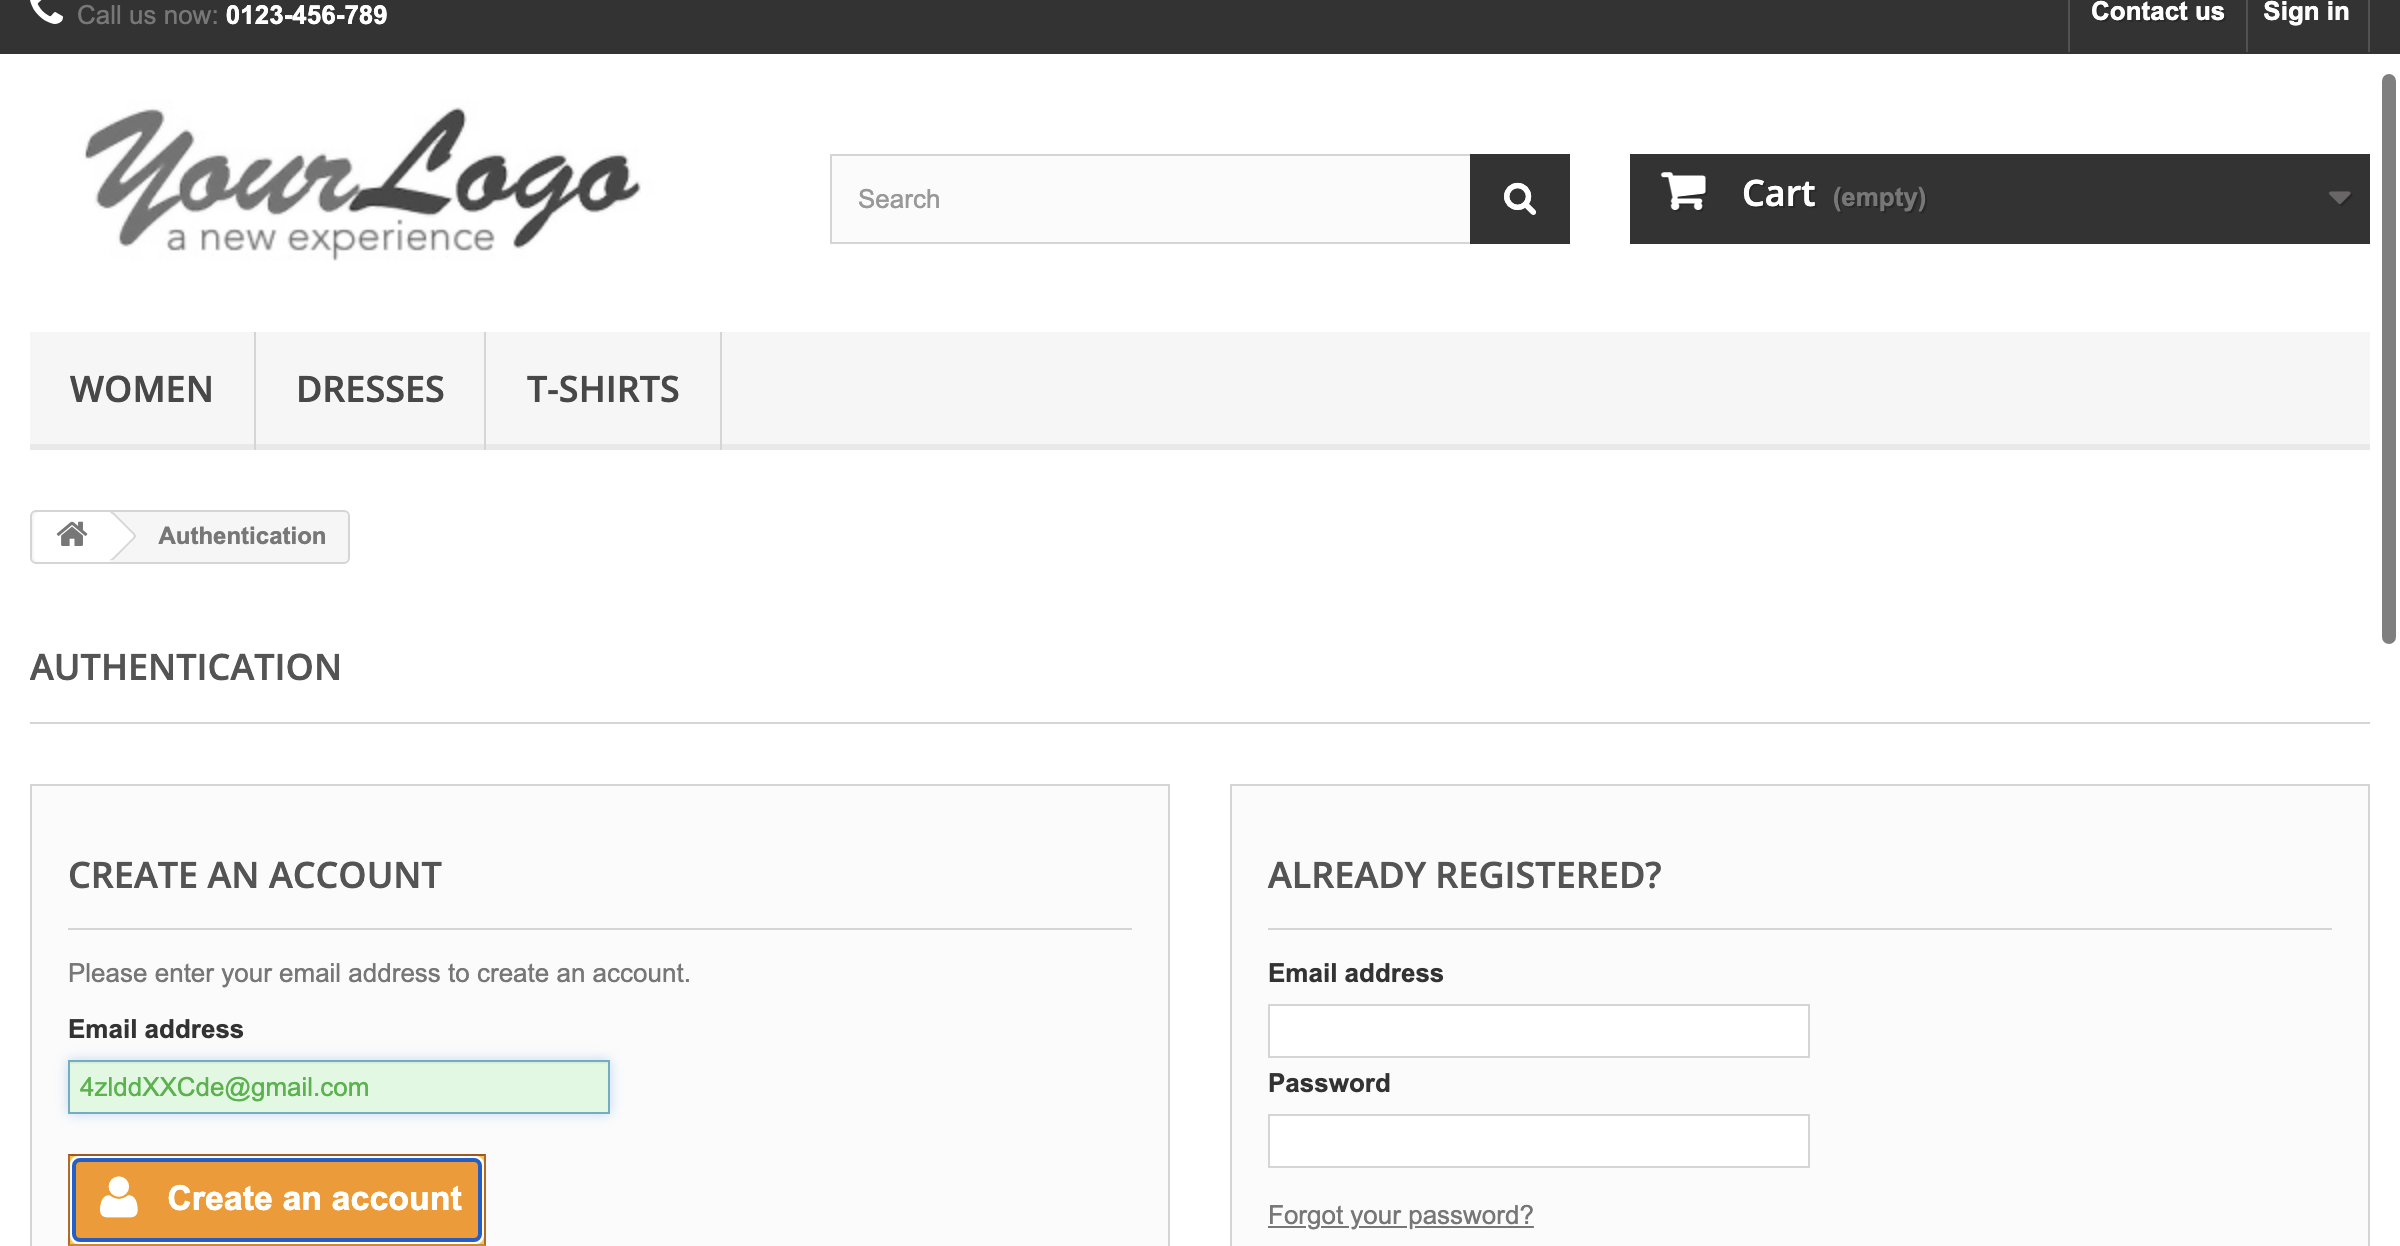 Call us now: 0123-456-789
Contact us
Sign in
YourLogo
a new experience
Search
Cart (empty)
WOMEN
DRESSES
T-SHIRTS
Authentication
AUTHENTICATION
CREATE AN ACCOUNT
Please enter your email address to create an account.
Email address
4zlddXXCde@gmail.com
Create an account
ALREADY REGISTERED?
Email address
Password
Forgot your password?